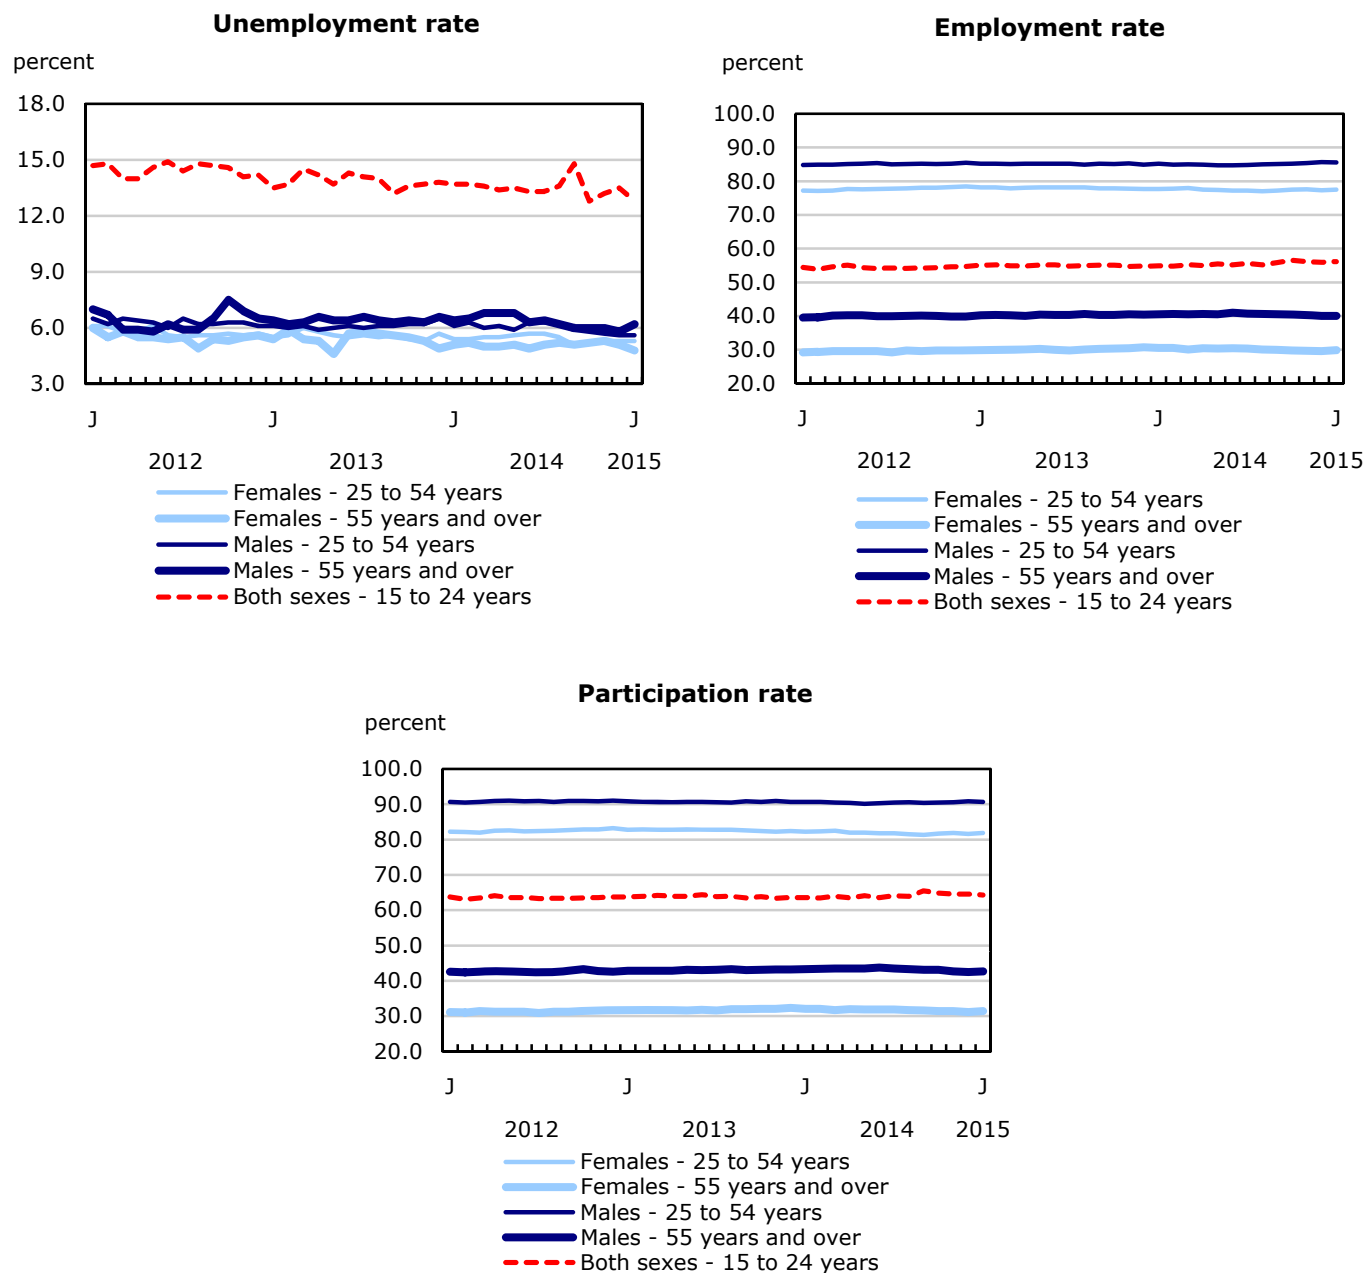 Unemployment rate
percent
18.0
15.0
12.0
9.0
6.0
3.0
J J J J
2012 2013 2014 2015
Females - 25 to 54 years
Females - 55 years and over
Males - 25 to 54 years
Males - 55 years and over
Both sexes - 15 to 24 years
Employment rate
percent
100.0
90.0
80.0
70.0
60.0
50.0
40.0
30.0
20.0
J J J J
2012 2013 2014 2015
Females - 25 to 54 years
Females - 55 years and over
Males - 25 to 54 years
Males - 55 years and over
Both sexes - 15 to 24 years
Participation rate
percent
100.0
90.0
80.0
70.0
60.0
50.0
40.0
30.0
20.0
J J J J
2012 2013 2014 2015
Females - 25 to 54 years
Females - 55 years and over
Males - 25 to 54 years
Males - 55 years and over
Both sexes - 15 to 24 years